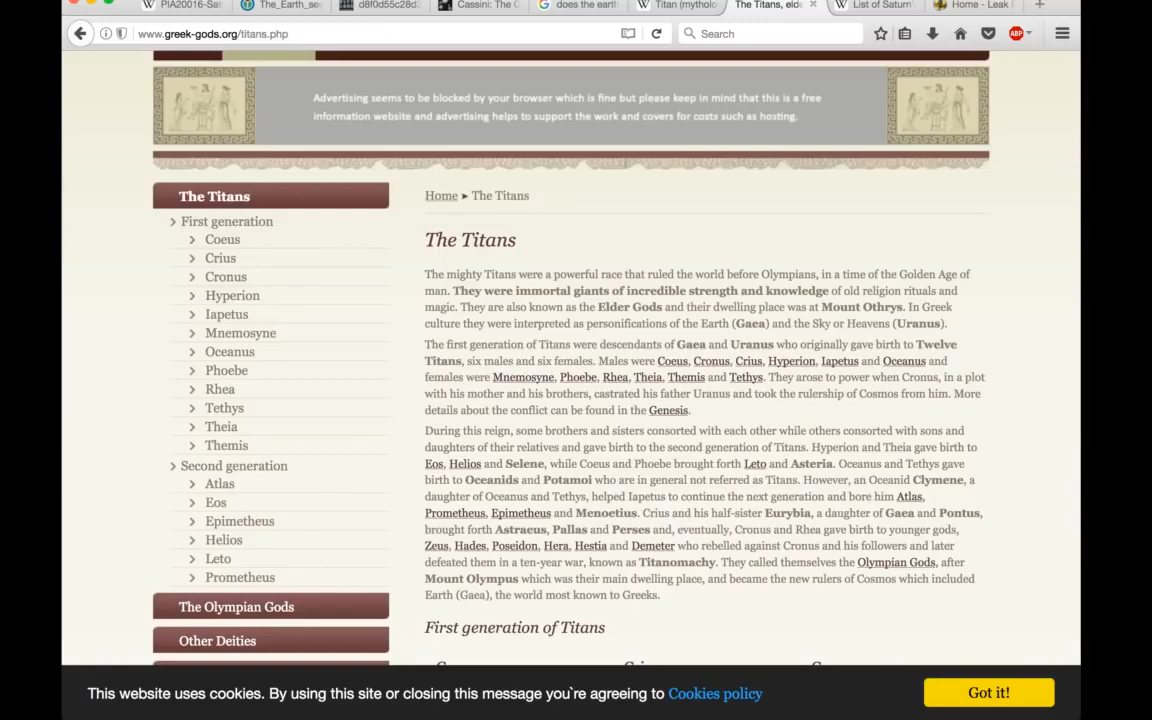 PIA20016-Sat
The_Earth_se
d8f0d55c28d
Cassini: The G
does the earth
Titan (mytholo
The Titans, eld
List of Saturn'
Home - Leak
www.greek-gods.org/titans.php
Search
ABP
Advertising seems to be blocked by your browser which is fine but please keep in mind that this is a free
information website and advertising helps to support the work and covers for costs such as hosting.
The Titans
First generation
Coeus
Crius
Cronus
Hyperion
Iapetus
Mnemosyne
Oceanus
Phoebe
Rhea
Tethys
Theia
Themis
Second generation
Atlas
Eos
Epimetheus
Helios
Leto
Prometheus
The Olympian Gods
Other Deities
Home ▸ The Titans
The Titans
The mighty Titans were a powerful race that ruled the world before Olympians, in a time of the Golden Age of
man. They were immortal giants of incredible strength and knowledge of old religion rituals and
magic. They are also known as the Elder Gods and their dwelling place was at Mount Othrys. In Greek
culture they were interpreted as personifications of the Earth (Gaea) and the Sky or Heavens (Uranus).
The first generation of Titans were descendants of Gaea and Uranus who originally gave birth to Twelve
Titans, six males and six females. Males were Coeus, Cronus, Crius, Hyperion, Iapetus and Oceanus and
females were Mnemosyne, Phoebe, Rhea, Theia, Themis and Tethys. They arose to power when Cronus, in a plot
with his mother and his brothers, castrated his father Uranus and took the rulership of Cosmos from him. More
details about the conflict can be found in the Genesis.
During this reign, some brothers and sisters consorted with each other while others consorted with sons and
daughters of their relatives and gave birth to the second generation of Titans. Hyperion and Theia gave birth to
Eos, Helios and Selene, while Coeus and Phoebe brought forth Leto and Asteria. Oceanus and Tethys gave
birth to Oceanids and Potamoi who are in general not referred as Titans. However, an Oceanid Clymene, a
daughter of Oceanus and Tethys, helped Iapetus to continue the next generation and bore him Atlas,
Prometheus, Epimetheus and Menoetius. Crius and his half-sister Eurybia, a daughter of Gaea and Pontus,
brought forth Astraeus, Pallas and Perses and, eventually, Cronus and Rhea gave birth to younger gods,
Zeus, Hades, Poseidon, Hera, Hestia and Demeter who rebelled against Cronus and his followers and later
defeated them in a ten-year war, known as Titanomachy. They called themselves the Olympian Gods, after
Mount Olympus which was their main dwelling place, and became the new rulers of Cosmos which included
Earth (Gaea), the world most known to Greeks.
First generation of Titans
This website uses cookies. By using this site or closing this message you`re agreeing to Cookies policy
Got it!